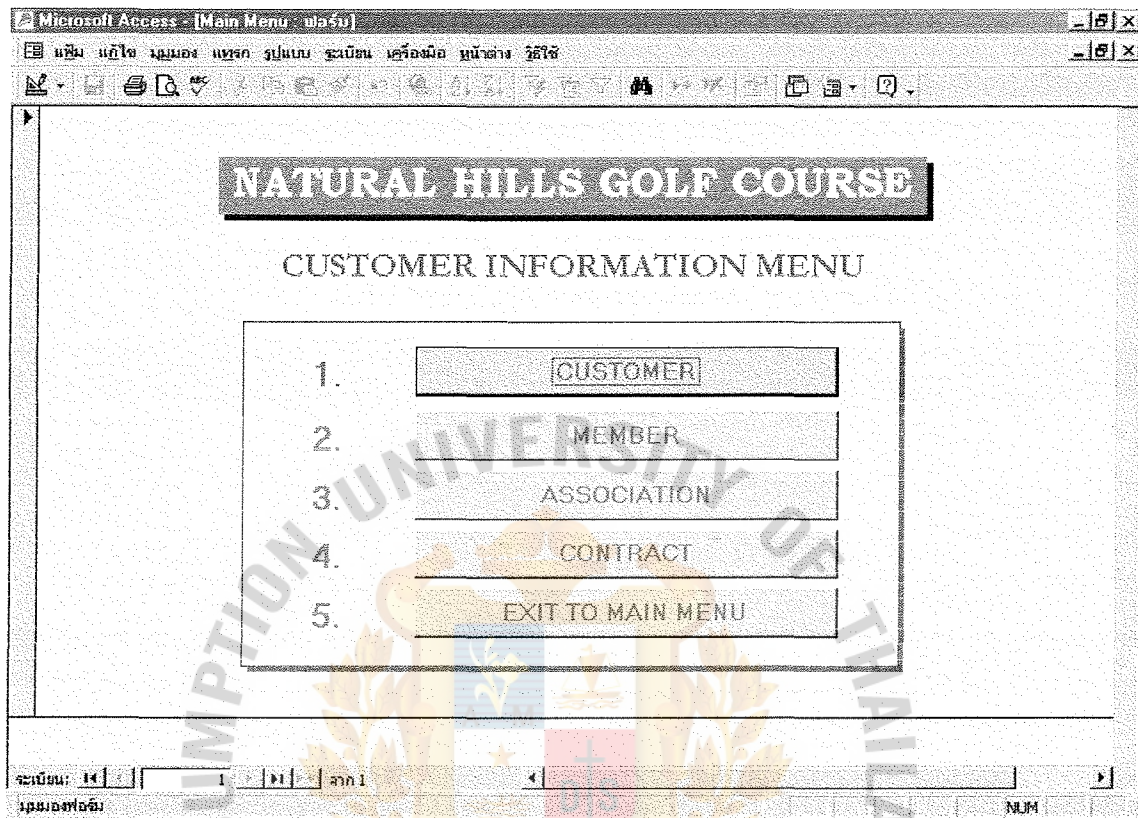 Microsoft Access - [Main Menu : ฟอร์ม]
แฟ้ม แก้ไข มุมมอง แทรก รูปแบบ ระเบียน เครื่องมือ หน้าต่าง วิธีใช้
NATURAL HILLS GOLF COURSE
CUSTOMER INFORMATION MENU
1. CUSTOMER
2. MEMBER
3. ASSOCIATION
4. CONTRACT
5. EXIT TO MAIN MENU
ระเบียน: 1 จาก 1
มุมมองฟอร์ม NUM
UMPTION UNIVERSITY OF THAILA